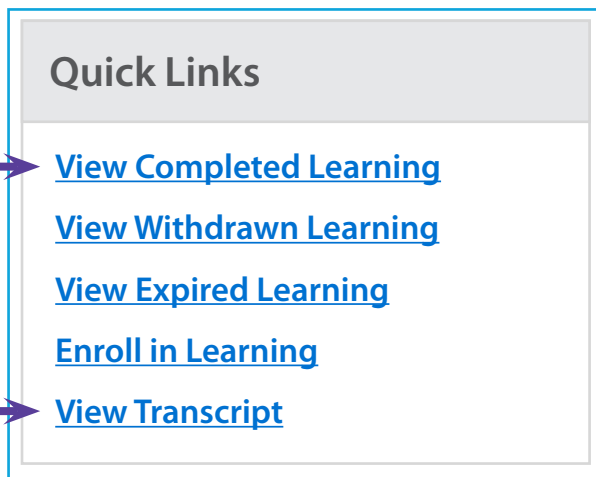 Quick Links
View Completed Learning
View Withdrawn Learning
View Expired Learning
Enroll in Learning
View Transcript